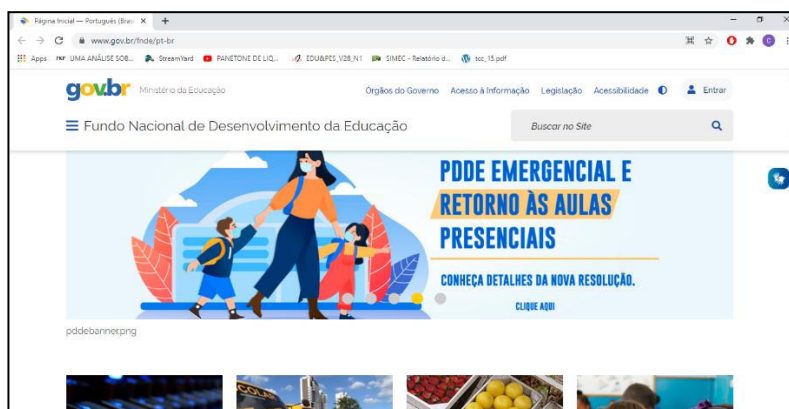 Página Inicial — Português (Bras
www.gov.br/fnde/pt-br
Apps
UMA ANÁLISE SOB...
StreamYard
PANETONE DE LIQ...
EDU&PES_V28_N1
SIMEC - Relatório d...
tcc_15.pdf
gov.br Ministério da Educação Órgãos do Governo Acesso à Informação Legislação Acessibilidade Entrar
Fundo Nacional de Desenvolvimento da Educação Buscar no Site
PDDE EMERGENCIAL E
RETORNO ÀS AULAS
PRESENCIAIS
CONHEÇA DETALHES DA NOVA RESOLUÇÃO.
CLIQUE AQUI
pddebanner.png
COLAR